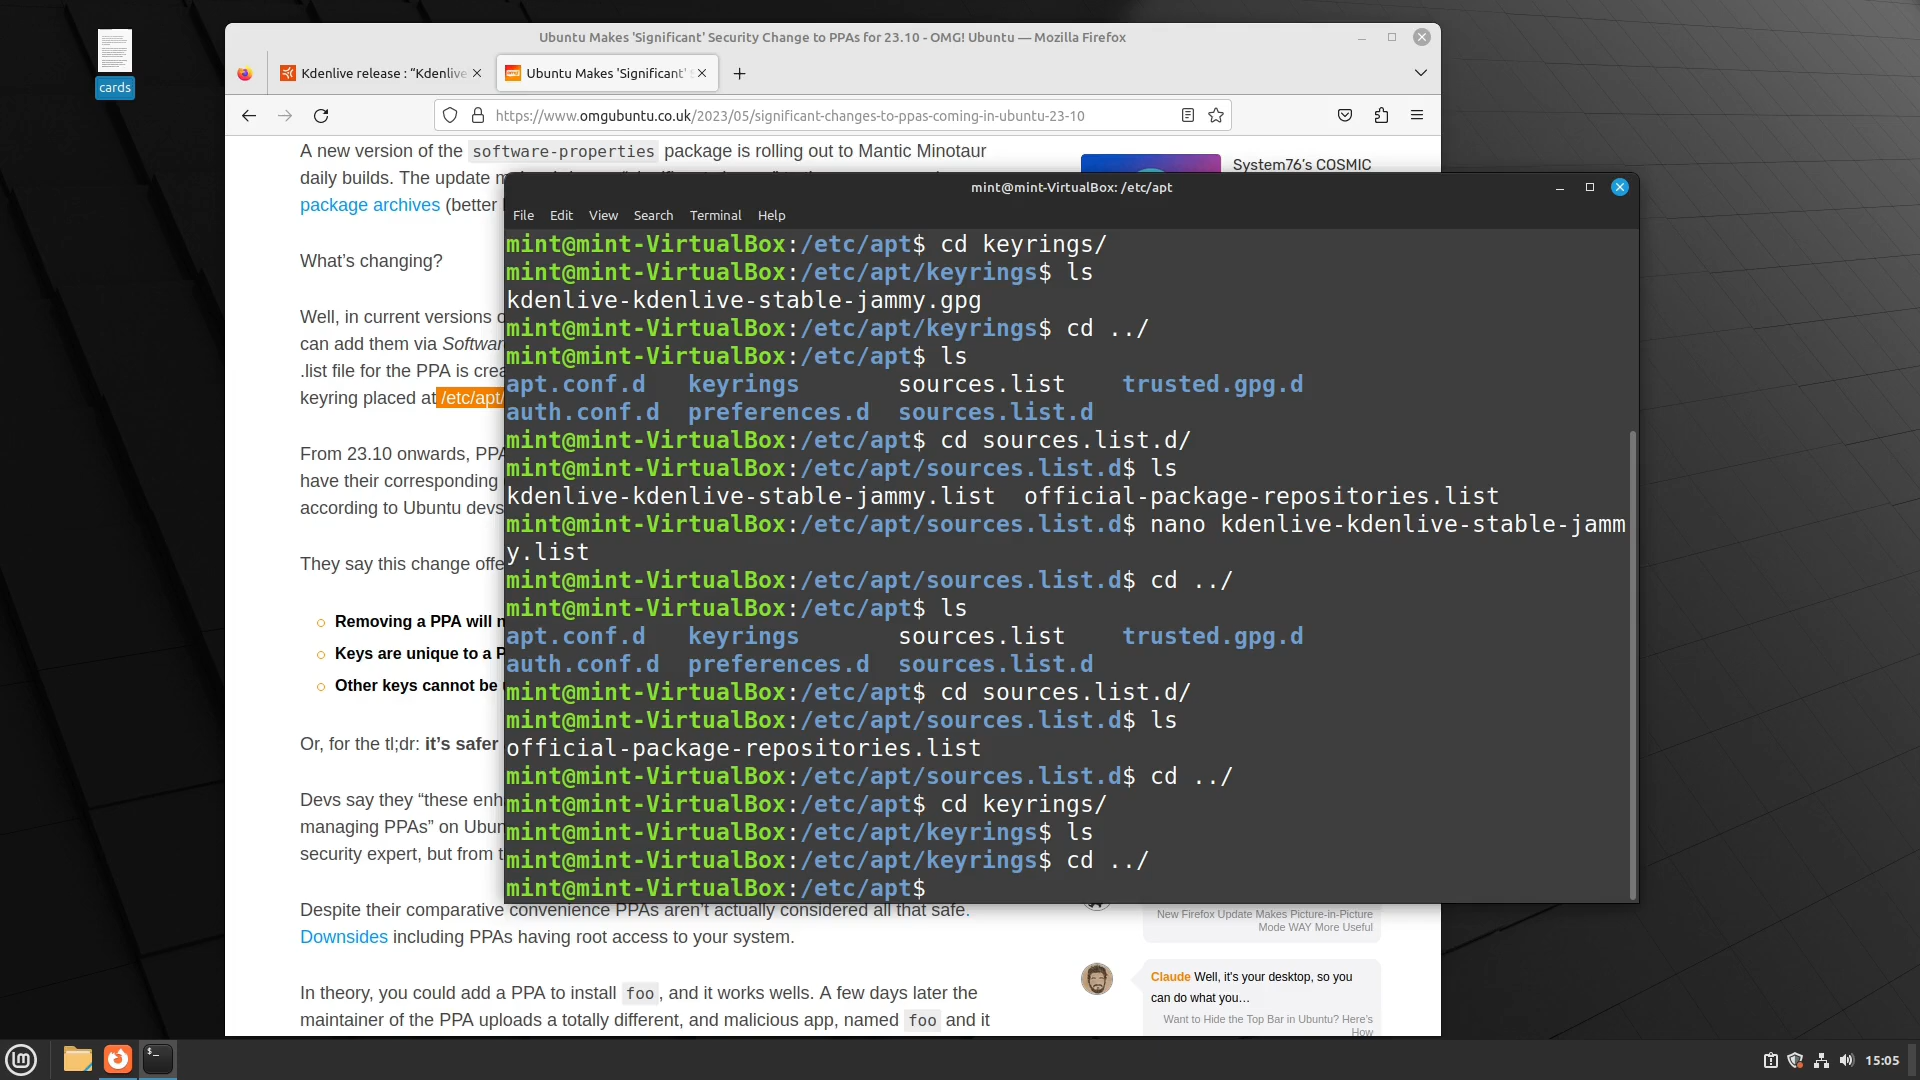 cards
Ubuntu Makes 'Significant' Security Change to PPAs for 23.10 - OMG! Ubuntu — Mozilla Firefox
Kdenlive release : “Kdenlive
Ubuntu Makes 'Significant'
https://www.omgubuntu.co.uk/2023/05/significant-changes-to-ppas-coming-in-ubuntu-23-10
A new version of the software-properties package is rolling out to Mantic Minotaur
daily builds. The update
package archives (better
What’s changing?
Well, in current versions
can add them via Softwar
.list file for the PPA is crea
keyring placed at /etc/apt/
From 23.10 onwards, PPA
have their corresponding
according to Ubuntu devs
They say this change offe
Removing a PPA will
Keys are unique to a
Other keys cannot be
Or, for the tl;dr: it’s safer
Devs say they “these enh
managing PPAs” on Ubun
security expert, but from
Despite their comparative convenience PPAs aren’t actually considered all that safe.
Downsides including PPAs having root access to your system.
In theory, you could add a PPA to install foo, and it works wells. A few days later the
maintainer of the PPA uploads a totally different, and malicious app, named foo and it
System76’s COSMIC
New Firefox Update Makes Picture-in-Picture
Mode WAY More Useful
Claude Well, it's your desktop, so you
can do what you…
Want to Hide the Top Bar in Ubuntu? Here’s
How
mint@mint-VirtualBox: /etc/apt
File Edit View Search Terminal Help
mint@mint-VirtualBox:/etc/apt$ cd keyrings/
mint@mint-VirtualBox:/etc/apt/keyrings$ ls
kdenlive-kdenlive-stable-jammy.gpg
mint@mint-VirtualBox:/etc/apt/keyrings$ cd ../
mint@mint-VirtualBox:/etc/apt$ ls
apt.conf.d keyrings sources.list trusted.gpg.d
auth.conf.d preferences.d sources.list.d
mint@mint-VirtualBox:/etc/apt$ cd sources.list.d/
mint@mint-VirtualBox:/etc/apt/sources.list.d$ ls
kdenlive-kdenlive-stable-jammy.list official-package-repositories.list
mint@mint-VirtualBox:/etc/apt/sources.list.d$ nano kdenlive-kdenlive-stable-jamm
y.list
mint@mint-VirtualBox:/etc/apt/sources.list.d$ cd ../
mint@mint-VirtualBox:/etc/apt$ ls
apt.conf.d keyrings sources.list trusted.gpg.d
auth.conf.d preferences.d sources.list.d
mint@mint-VirtualBox:/etc/apt$ cd sources.list.d/
mint@mint-VirtualBox:/etc/apt/sources.list.d$ ls
official-package-repositories.list
mint@mint-VirtualBox:/etc/apt/sources.list.d$ cd ../
mint@mint-VirtualBox:/etc/apt$ cd keyrings/
mint@mint-VirtualBox:/etc/apt/keyrings$ ls
mint@mint-VirtualBox:/etc/apt/keyrings$ cd ../
mint@mint-VirtualBox:/etc/apt$
15:05